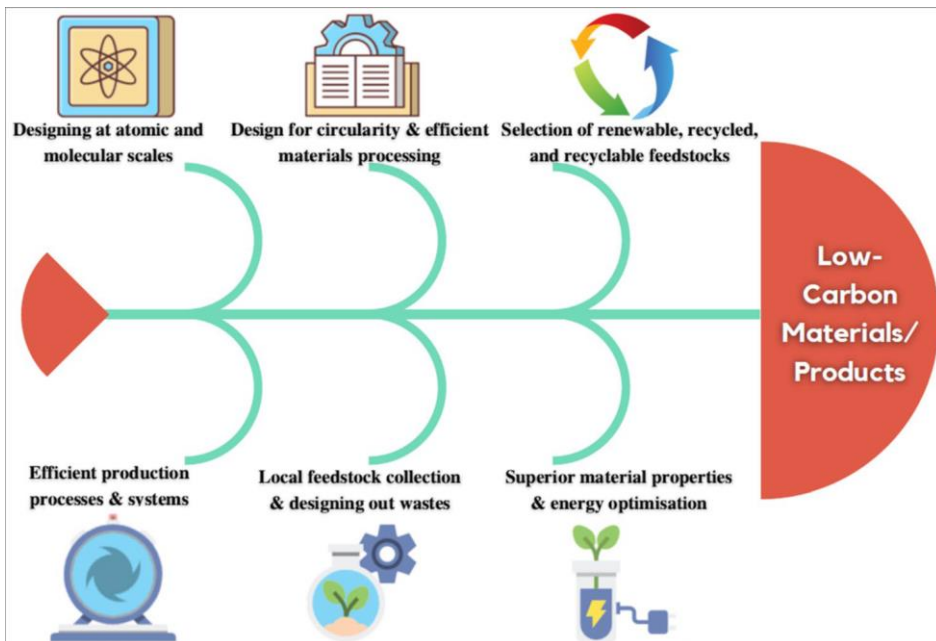 Designing at atomic and
molecular scales
Design for circularity & efficient
materials processing
Selection of renewable, recycled,
and recyclable feedstocks
Low-
Carbon
Materials/
Products
Efficient production
processes & systems
Local feedstock collection
& designing out wastes
Superior material properties
& energy optimisation